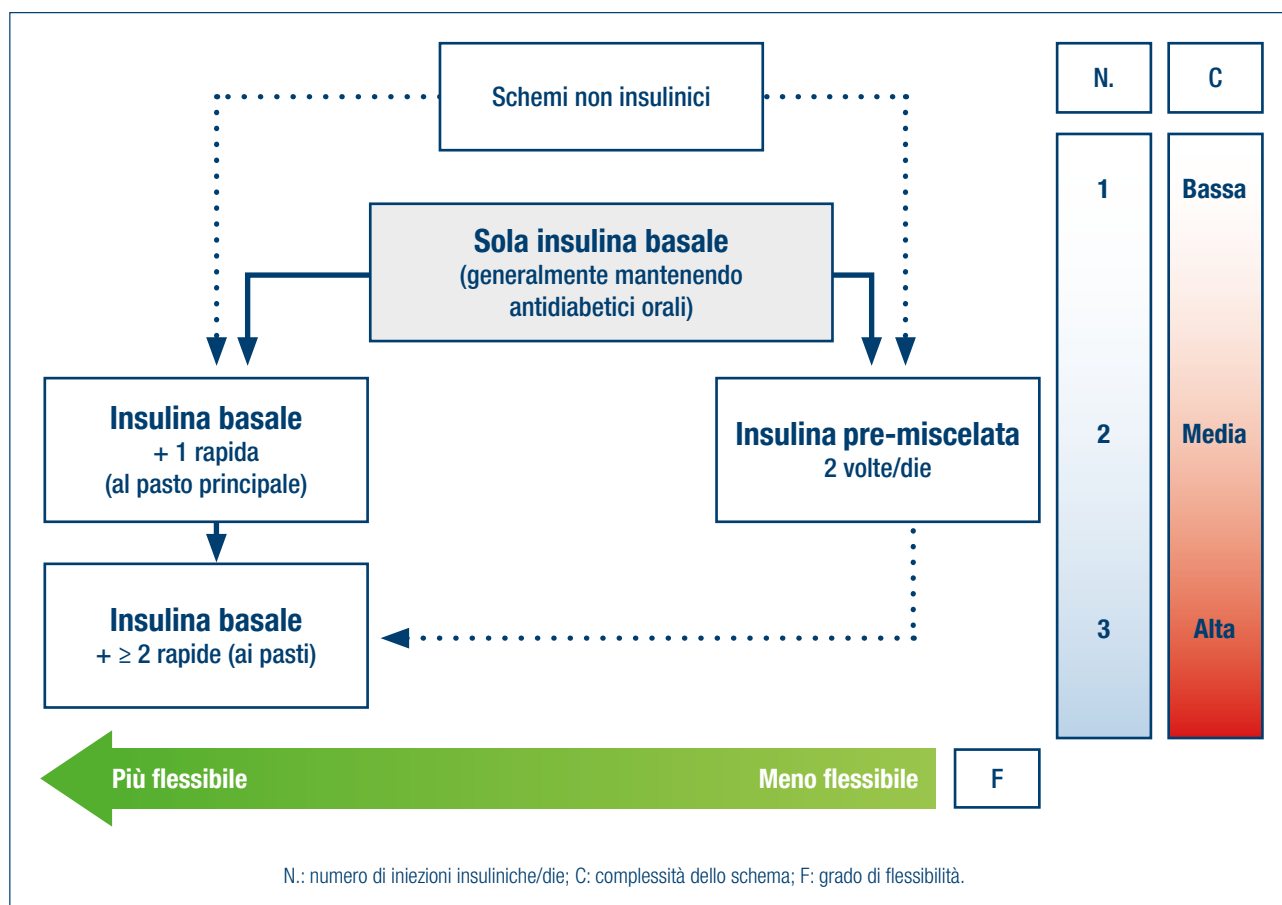 Schemi non insulinici
N.
C
1
Bassa
Sola insulina basale
(generalmente mantenendo
antidiabetici orali)
Insulina basale
+ 1 rapida
(al pasto principale)
Insulina pre-miscelata
2 volte/die
2
Media
Insulina basale
+ ≥ 2 rapide (ai pasti)
3
Alta
Più flessibile
Meno flessibile
F
N.: numero di iniezioni insuliniche/die; C: complessità dello schema; F: grado di flessibilità.